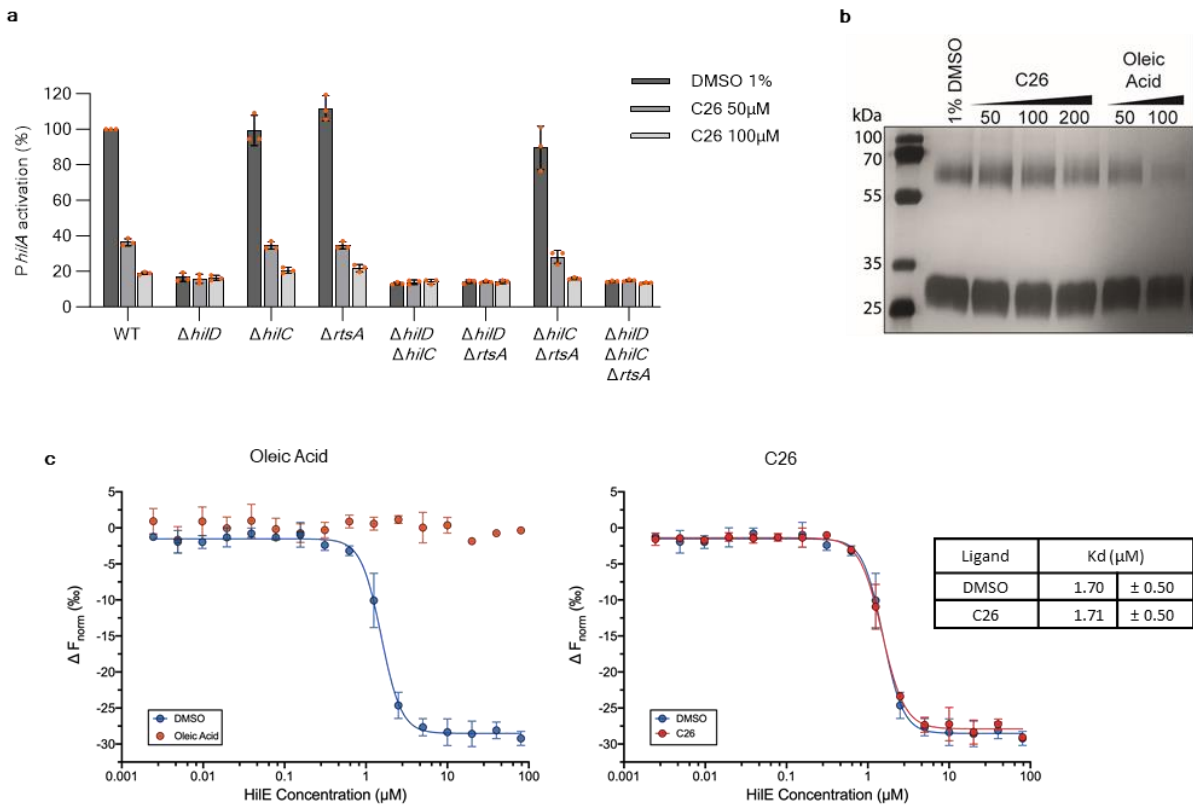 a
PhilA activation (%)
120
100
80
60
40
20
0
DMSO 1%
C26 50µM
C26 100µM
WT
ΔhilD
ΔhilC
ΔrtsA
ΔhilD
ΔhilC
ΔhilD
ΔrtsA
ΔhilC
ΔrtsA
ΔhilD
ΔhilC
ΔrtsA
b
1% DMSO
C26
Oleic
Acid
kDa
50 100 200 50 100
100
70
55
35
25
c
Oleic Acid
Δ Fnorm (‰)
5
0
-5
-10
-15
-20
-25
-30
DMSO
Oleic Acid
0.001 0.01 0.1 1 10 100
HilE Concentration (µM)
C26
Δ Fnorm (‰)
5
0
-5
-10
-15
-20
-25
-30
DMSO
C26
0.001 0.01 0.1 1 10 100
HilE Concentration (µM)
Ligand Kd (µM)
DMSO 1.70 ± 0.50
C26 1.71 ± 0.50